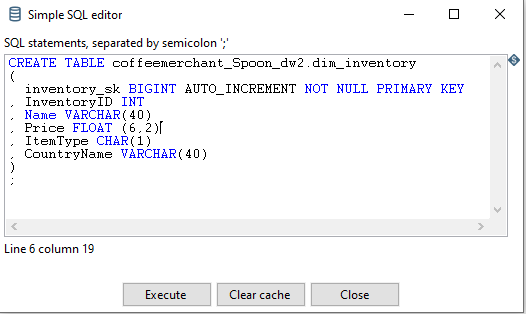 Simple SQL editor
SQL statements, separated by semicolon ';'
CREATE TABLE coffeemerchant_Spoon_dw2.dim_inventory
(
  inventory_sk BIGINT AUTO_INCREMENT NOT NULL PRIMARY KEY
, InventoryID INT
, Name VARCHAR(40)
, Price FLOAT (6,2)
, ItemType CHAR(1)
, CountryName VARCHAR(40)
)
;
Line 6 column 19
Execute Clear cache Close